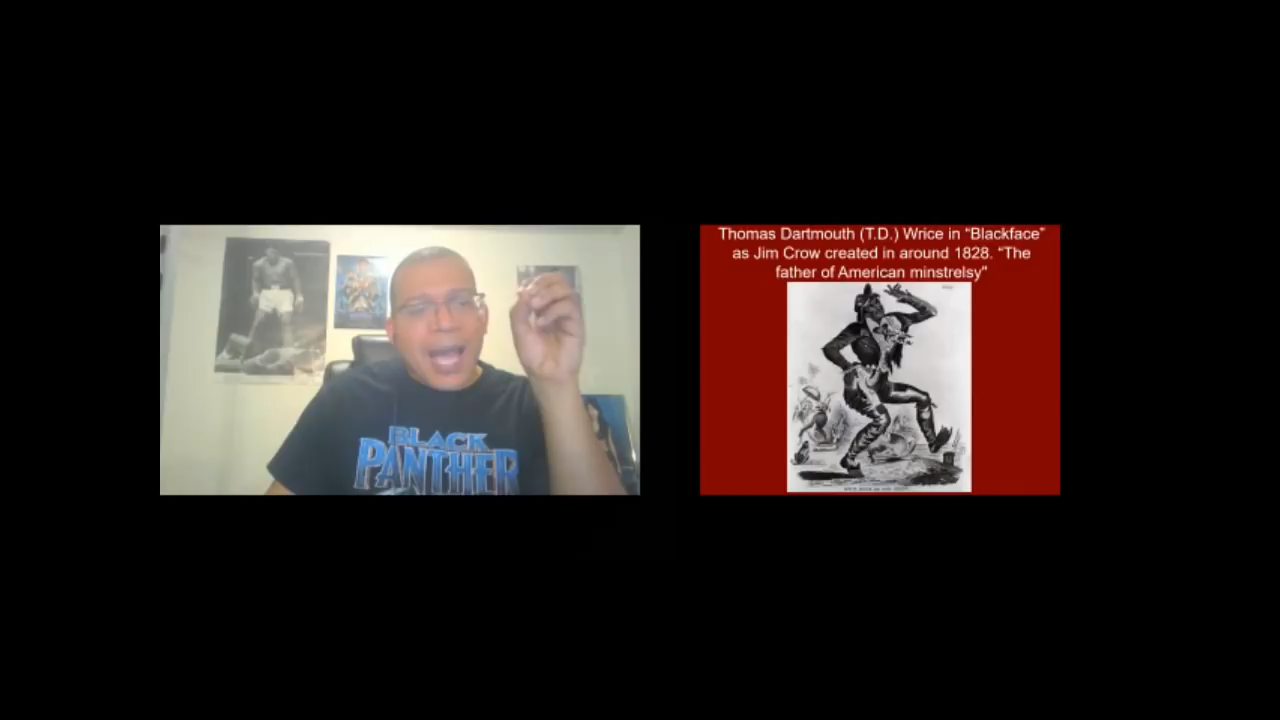 BLACK
PANTHER
Thomas Dartmouth (T.D.) Wrice in “Blackface”
as Jim Crow created in around 1828. “The
father of American minstrelsy”